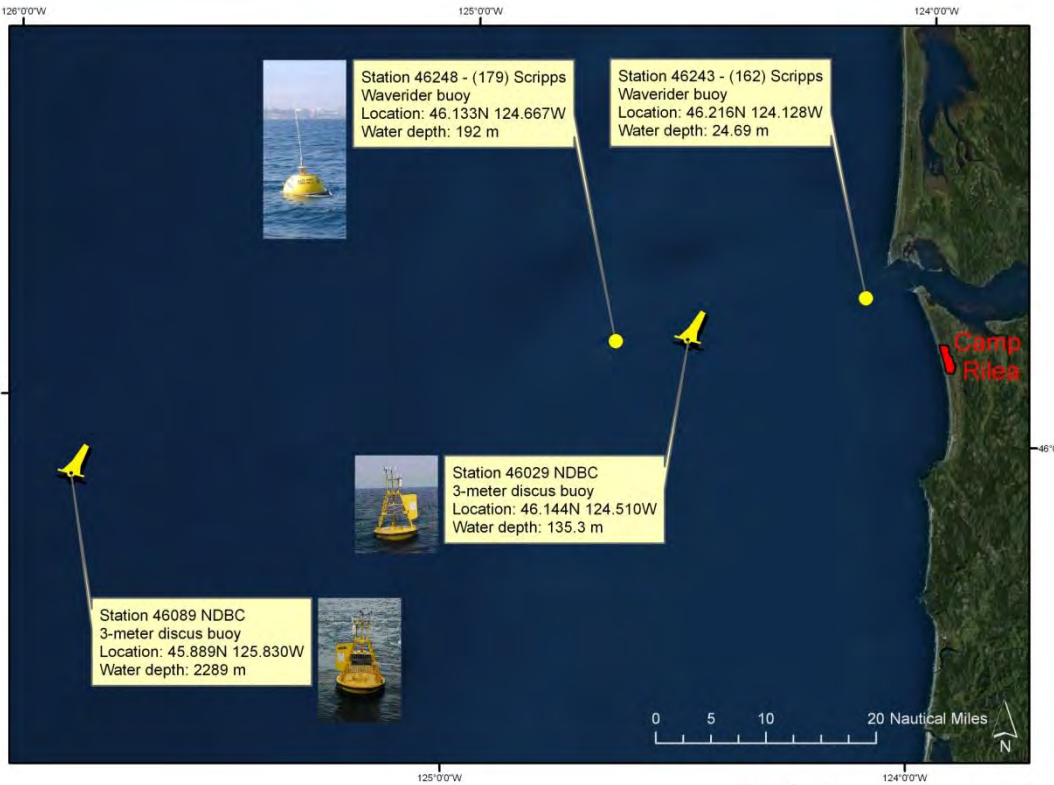 126°0'0"W
125°0'0"W
124°0'0"W
Station 46248 - (179) Scripps
Waverider buoy
Location: 46.133N 124.667W
Water depth: 192 m
Station 46243 - (162) Scripps
Waverider buoy
Location: 46.216N 124.128W
Water depth: 24.69 m
Camp
Rilea
Station 46029 NDBC
3-meter discus buoy
Location: 46.144N 124.510W
Water depth: 135.3 m
Station 46089 NDBC
3-meter discus buoy
Location: 45.889N 125.830W
Water depth: 2289 m
0 5 10 20 Nautical Miles
N
125°0'0"W
124°0'0"W